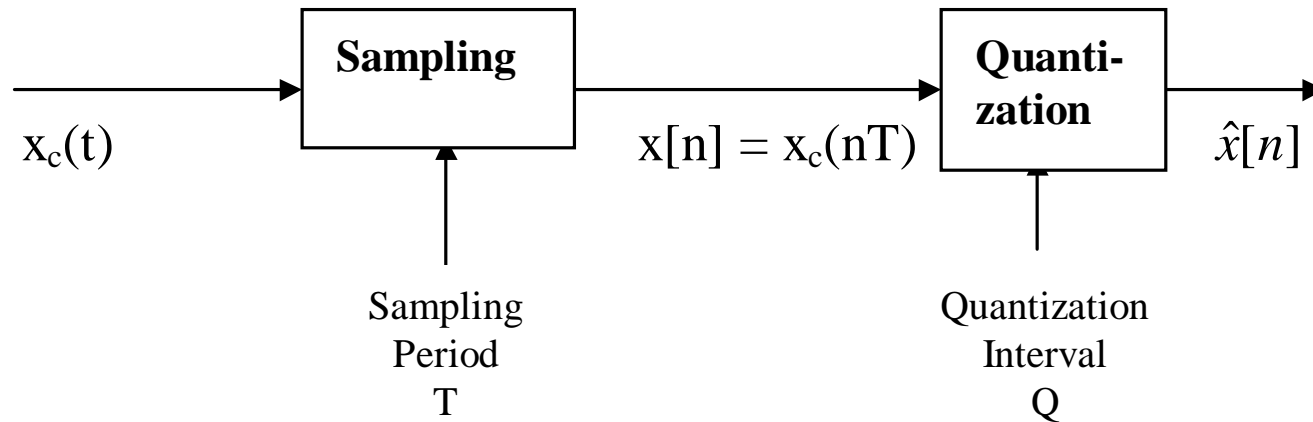 Sampling
Quanti-
zation
x_c(t)
x[n] = x_c(nT)
x̂[n]
Sampling
Period
T
Quantization
Interval
Q